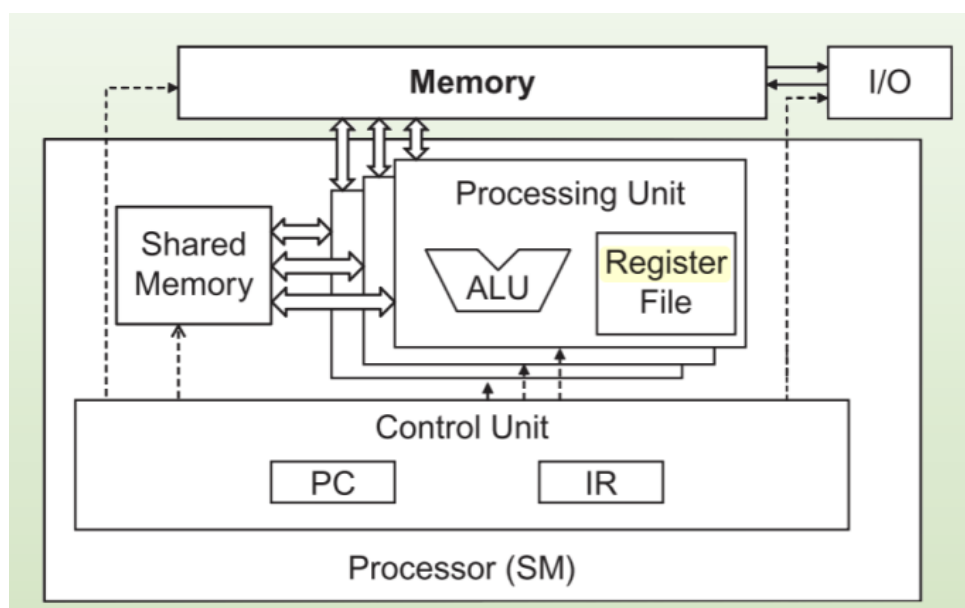 Memory
I/O
Processing Unit
Shared
Memory
ALU
Register
File
Control Unit
PC
IR
Processor (SM)